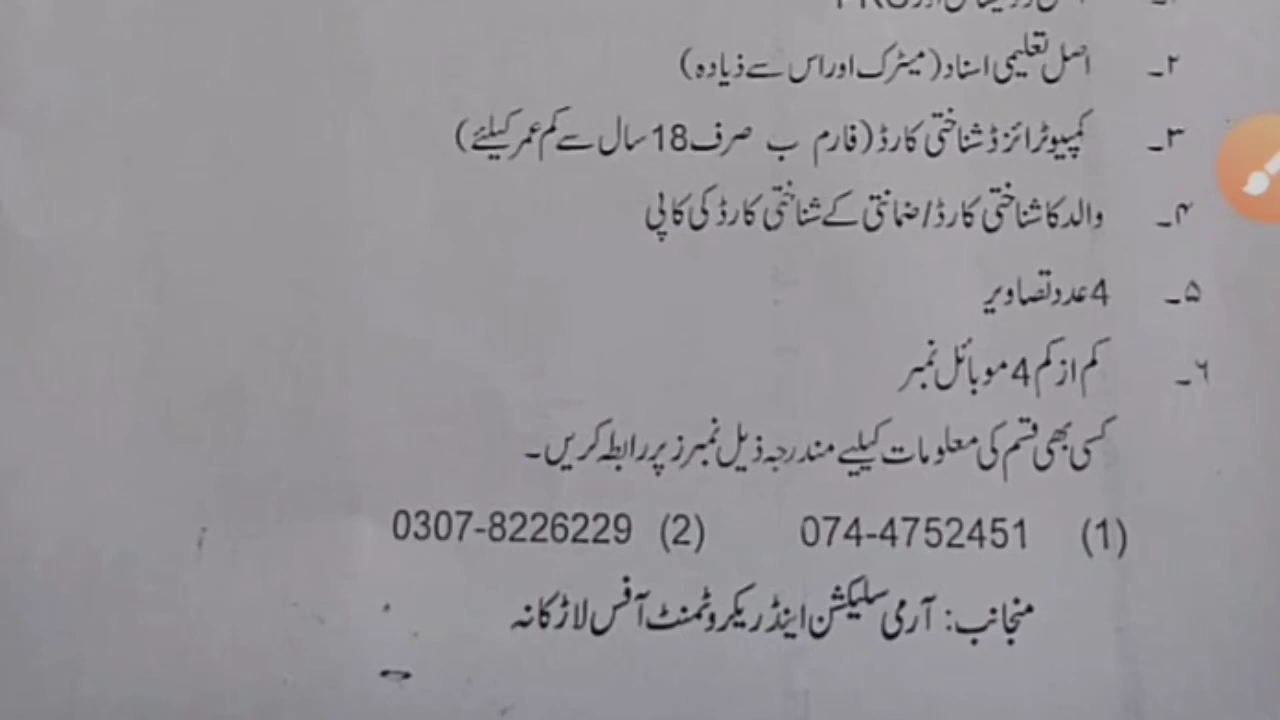 ۲۔ اصل تعلیمی اسناد (میٹرک اور اس سے ذیادہ)
۳۔ کمپیوٹرائزڈ شناختی کارڈ (فارم ب صرف 18 سال سے کم عمر کیلئے)
۴۔ والد کا شناختی کارڈ/ضمانتی کے شناختی کارڈ کی کاپی
۵۔ 4 عدد تصاویر
۶۔ کم از کم 4 موبائل نمبر
کسی بھی قسم کی معلومات کیلیے مندرجہ ذیل نمبرز پر رابطہ کریں۔
(1) 074-4752451 (2) 0307-8226229
منجانب: آرمی سلیکشن اینڈ ریکروٹمنٹ آفس لاڑکانہ